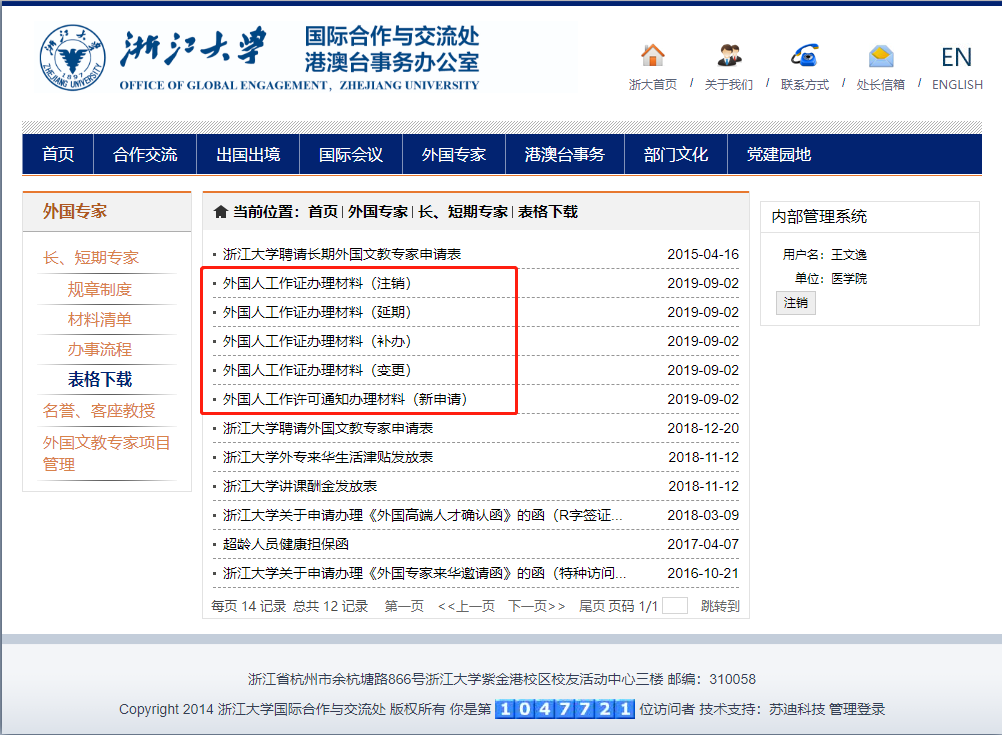 浙江大学
国际合作与交流处
港澳台事务办公室
OFFICE OF GLOBAL ENGAGEMENT, ZHEJIANG UNIVERSITY
ZHEJIANG UNIVERSITY
1897
EN
浙大首页 / 关于我们 / 联系方式 / 处长信箱 / ENGLISH
首页 合作交流 出国出境 国际会议 外国专家 港澳台事务 部门文化 党建园地
外国专家
长、短期专家
规章制度
材料清单
办事流程
表格下载
名誉、客座教授
外国文教专家项目
管理
当前位置：首页 | 外国专家 | 长、短期专家 | 表格下载
浙江大学聘请长期外国文教专家申请表 2015-04-16
外国人工作证办理材料（注销） 2019-09-02
外国人工作证办理材料（延期） 2019-09-02
外国人工作证办理材料（补办） 2019-09-02
外国人工作证办理材料（变更） 2019-09-02
外国人工作许可通知办理材料（新申请） 2019-09-02
浙江大学聘请外国文教专家申请表 2018-12-20
浙江大学外专来华生活津贴发放表 2018-11-12
浙江大学讲课酬金发放表 2018-11-12
浙江大学关于申请办理《外国高端人才确认函》的函（R字签证... 2018-03-09
超龄人员健康担保函 2017-04-07
浙江大学关于申请办理《外国专家来华邀请函》的函（特种访问... 2016-10-21
每页 14 记录 总共 12 记录 第一页 <<上一页 下一页>> 尾页 页码 1/1 跳转到
内部管理系统
用户名：王文逸
单位：医学院
注销
浙江省杭州市余杭塘路866号浙江大学紫金港校区校友活动中心三楼 邮编：310058
Copyright 2014 浙江大学国际合作与交流处 版权所有 你是第 1047721 位访问者 技术支持：苏迪科技 管理登录